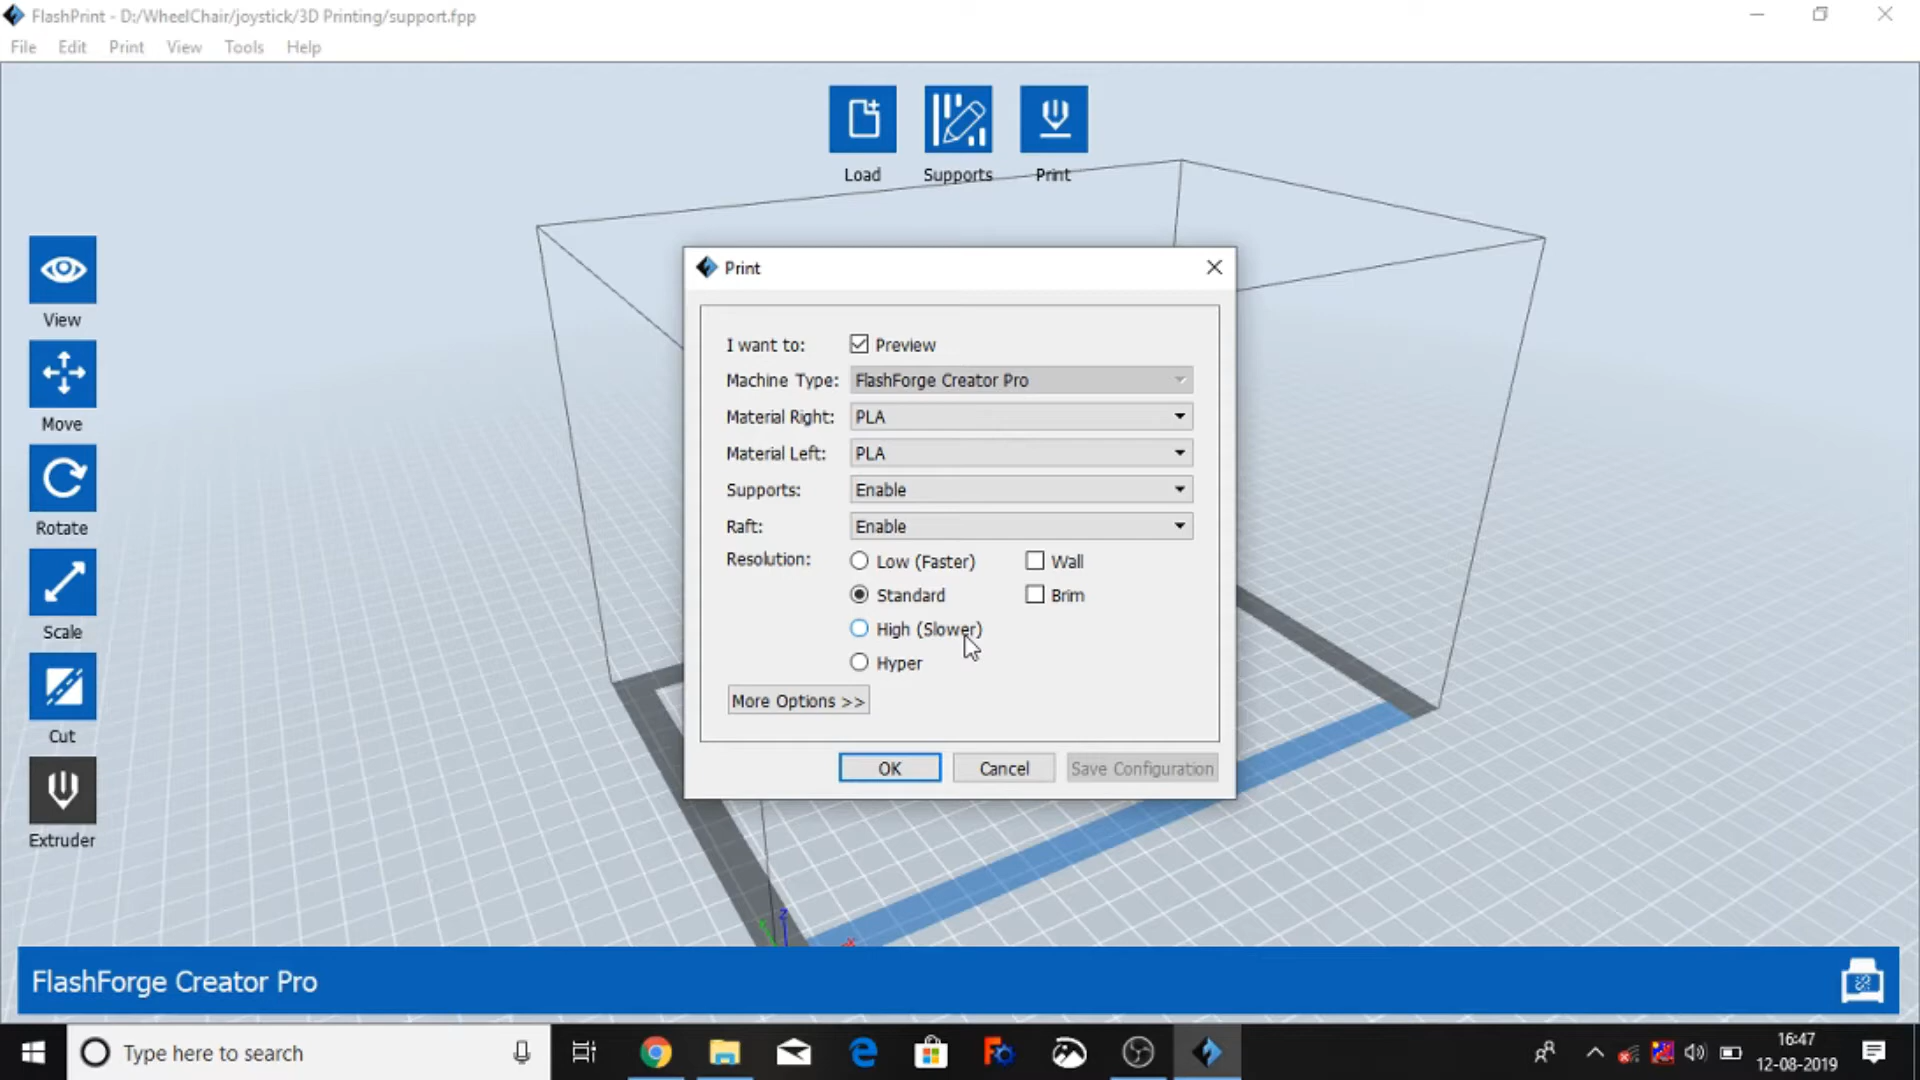 FlashPrint - D:/WheelChair/joystick/3D Printing/support.fpp
File Edit Print View Tools Help
Load Supports Print
View
Move
Rotate
Scale
Cut
Extruder
Print
I want to: Preview
Machine Type: FlashForge Creator Pro
Material Right: PLA
Material Left: PLA
Supports: Enable
Raft: Enable
Resolution: Low (Faster) Wall
Standard Brim
High (Slower)
Hyper
More Options >>
OK Cancel Save Configuration
z
FlashForge Creator Pro
Type here to search
16:47
12-08-2019